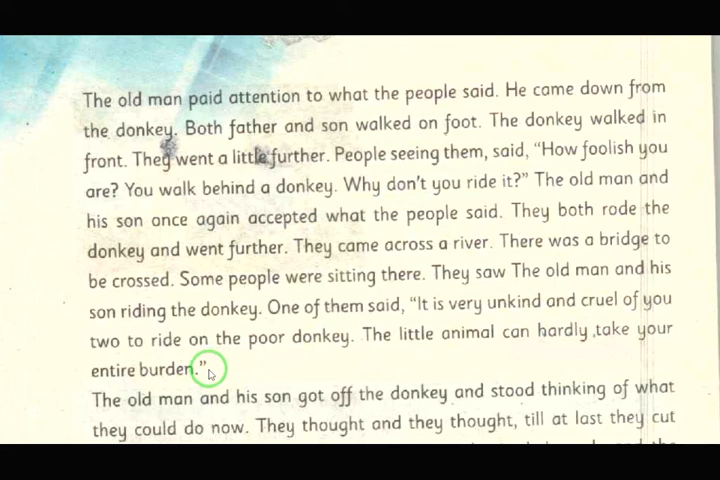 The old man paid attention to what the people said. He came down from
the donkey. Both father and son walked on foot. The donkey walked in
front. They went a little further. People seeing them, said, "How foolish you
are? You walk behind a donkey. Why don't you ride it?" The old man and
his son once again accepted what the people said. They both rode the
donkey and went further. They came across a river. There was a bridge to
be crossed. Some people were sitting there. They saw The old man and his
son riding the donkey. One of them said, "It is very unkind and cruel of you
two to ride on the poor donkey. The little animal can hardly ,take your
entire burden."
The old man and his son got off the donkey and stood thinking of what
they could do now. They thought and they thought, till at last they cut